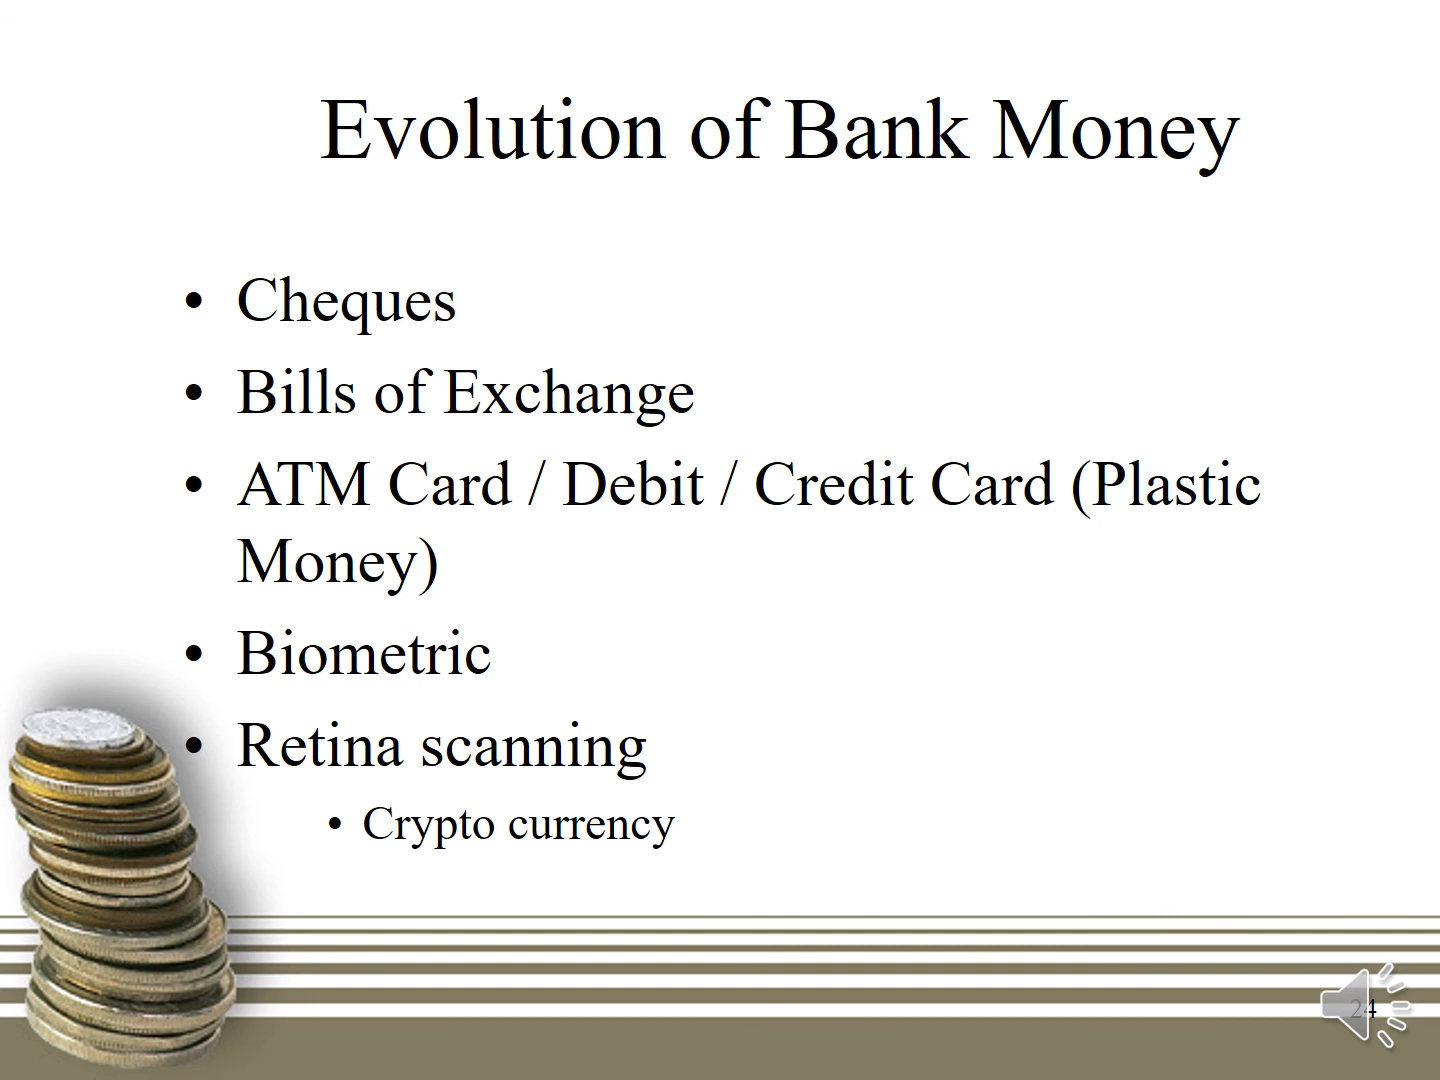 Evolution of Bank Money
• Cheques
• Bills of Exchange
• ATM Card / Debit / Credit Card (Plastic
Money)
• Biometric
• Retina scanning
• Crypto currency
24